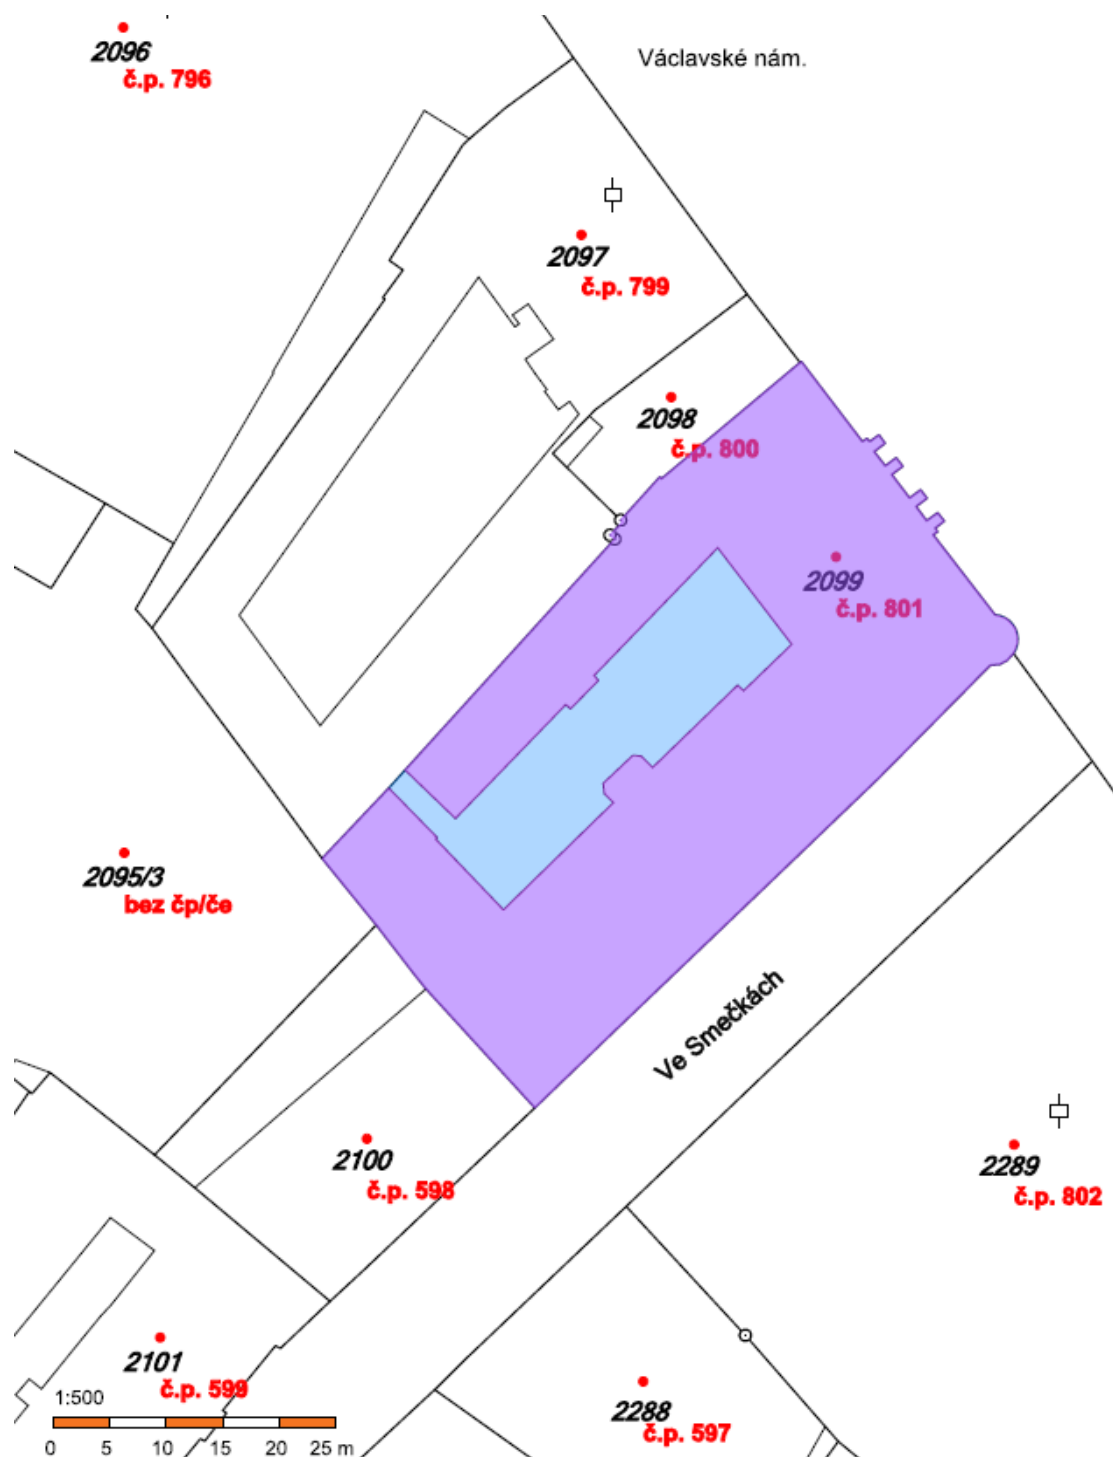 2096
č.p. 796
Václavské nám.
2097
č.p. 799
2098
č.p. 800
2099
č.p. 801
2095/3
bez čp/če
Ve Smečkách
2100
č.p. 598
2289
č.p. 802
2101
č.p. 599
2288
č.p. 597
1:500
0 5 10 15 20 25 m